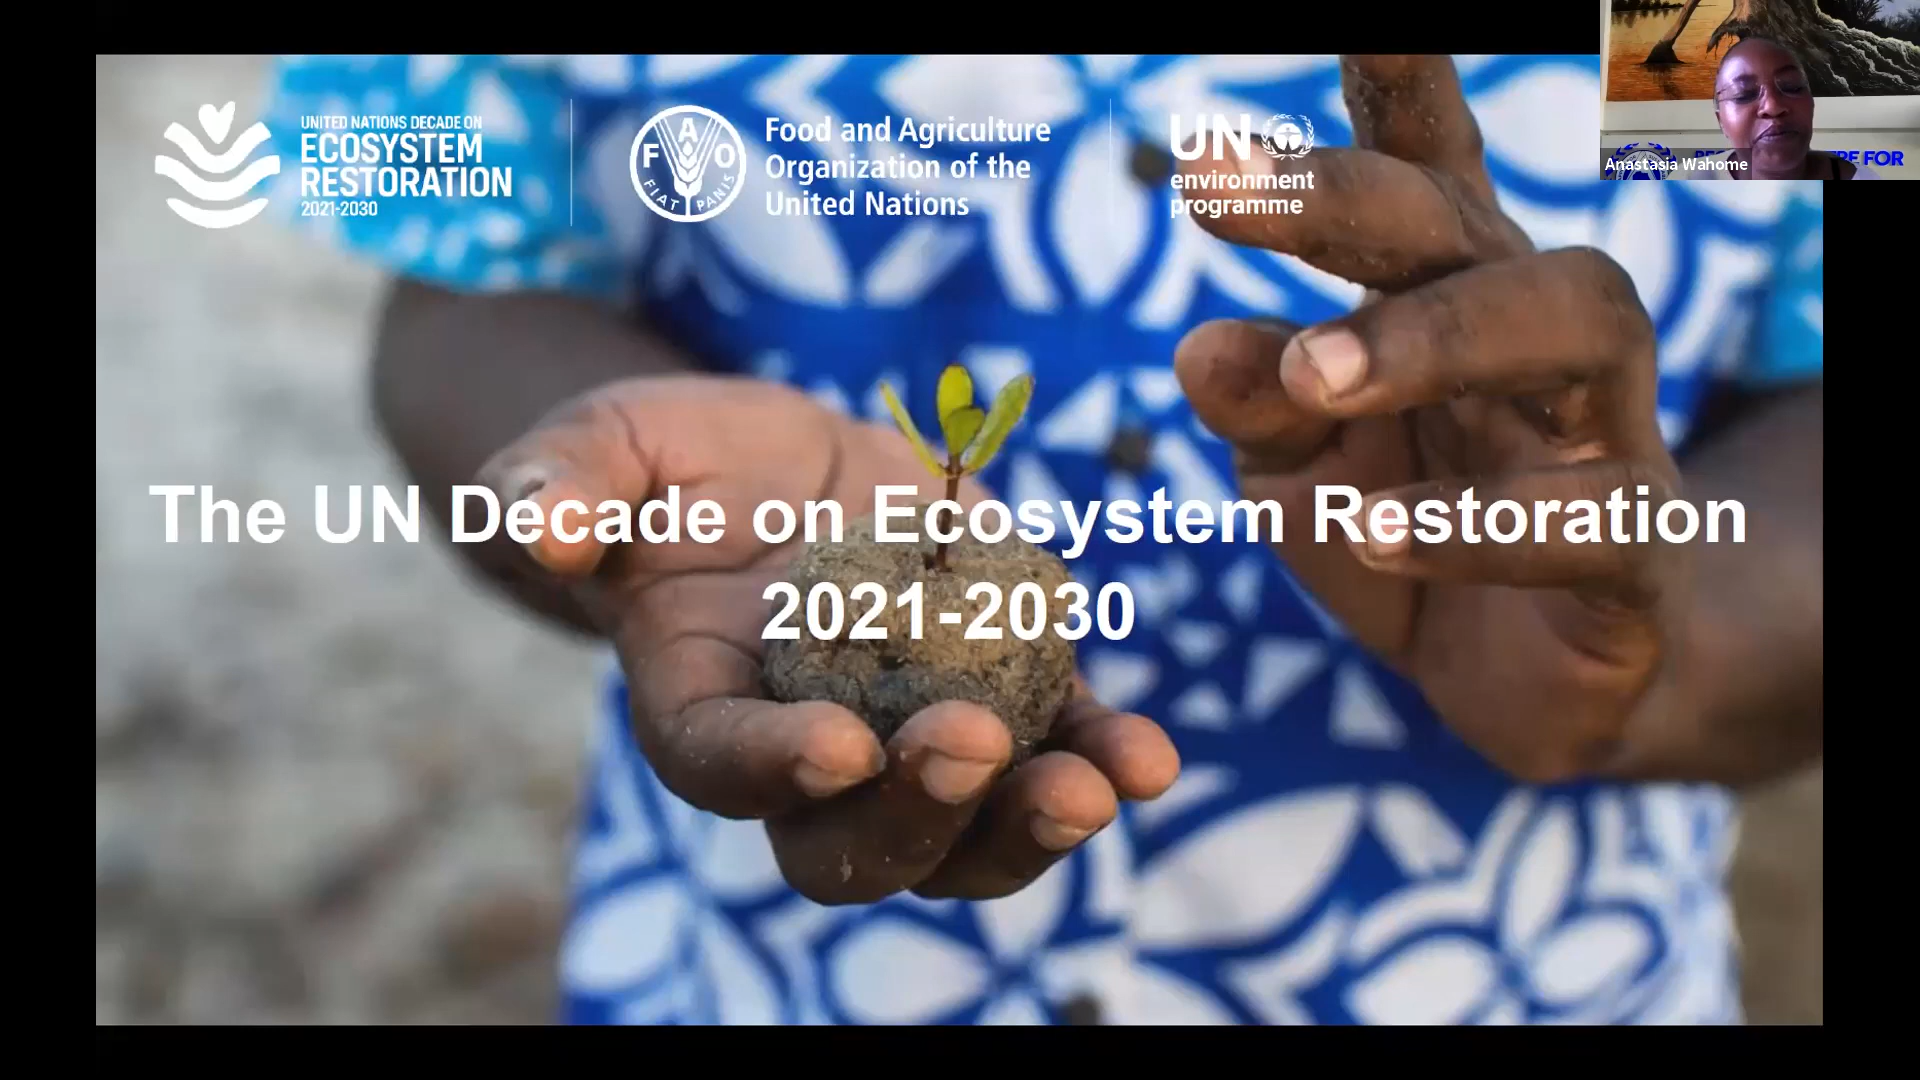 UNITED NATIONS DECADE ON
ECOSYSTEM
RESTORATION
2021-2030
F A O
FIAT PANIS
Food and Agriculture
Organization of the
United Nations
UN
environment
programme
Anastasia Wahome
RE FOR
The UN Decade on Ecosystem Restoration
2021-2030